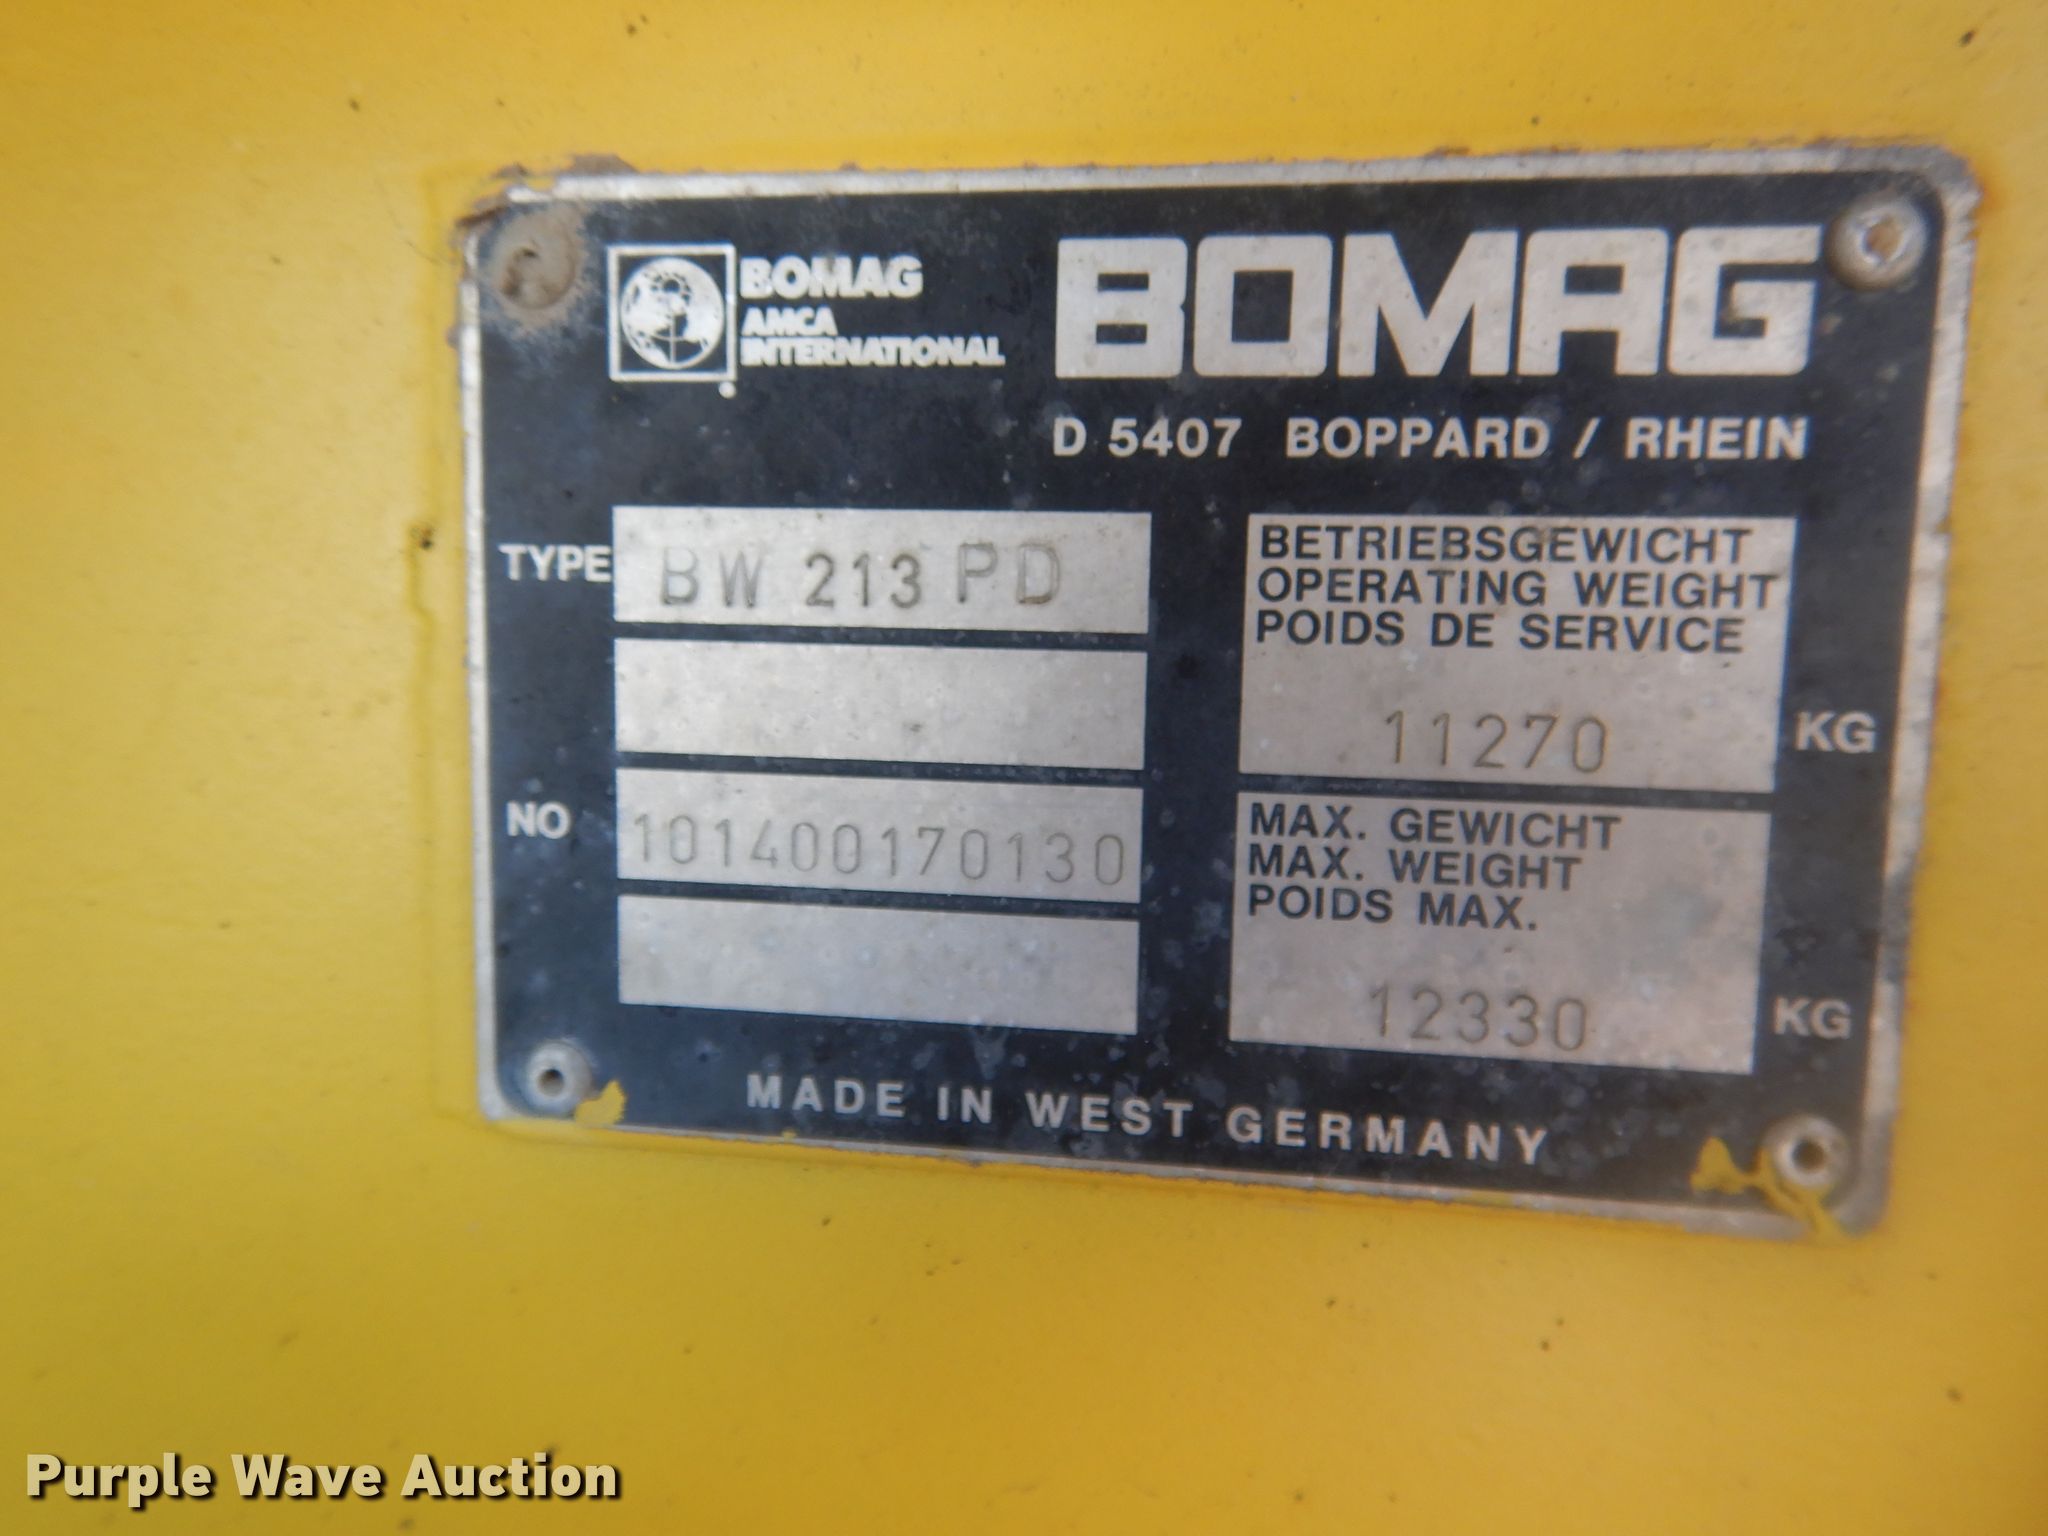 BOMAG
AMCA
INTERNATIONAL
BOMAG
D 5407 BOPPARD / RHEIN
TYPE BW 213 PD
NO 101400170130
BETRIEBSGEWICHT
OPERATING WEIGHT
POIDS DE SERVICE
11270 KG
MAX. GEWICHT
MAX. WEIGHT
POIDS MAX.
12330 KG
MADE IN WEST GERMANY
Purple Wave Auction